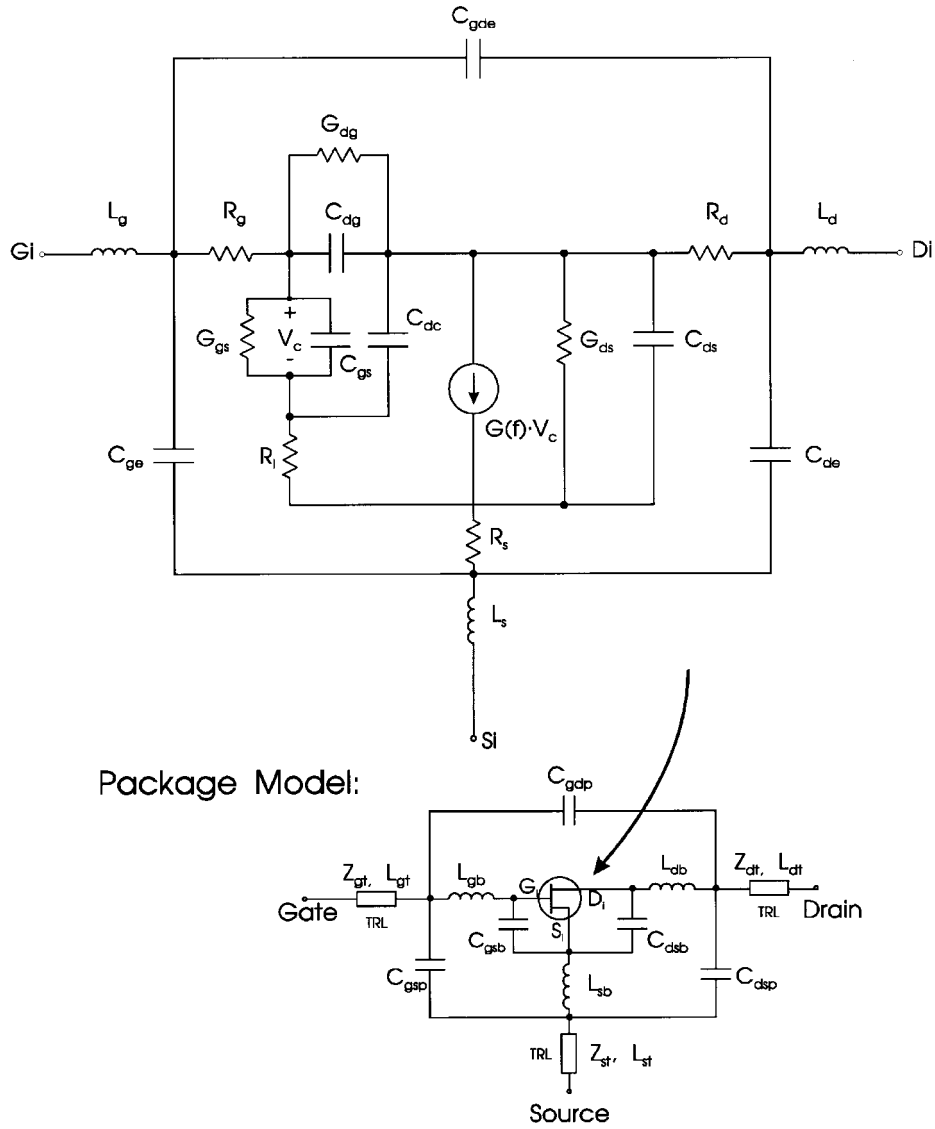 C_gde
G_dg
L_g
R_g
C_dg
R_d
L_d
Gi
Di
+
G_gs
V_c
-
C_gs
C_dc
G_ds
C_ds
G(f)·V_c
C_ge
R_i
C_de
R_s
L_s
Si
Package Model:
C_gdp
Z_gt, L_gt
L_gb
L_db
Z_dt, L_dt
G_i
D_i
Gate
TRL
TRL
Drain
C_gsb
S_i
C_dsb
C_gsp
L_sb
C_dsp
TRL
Z_st, L_st
Source